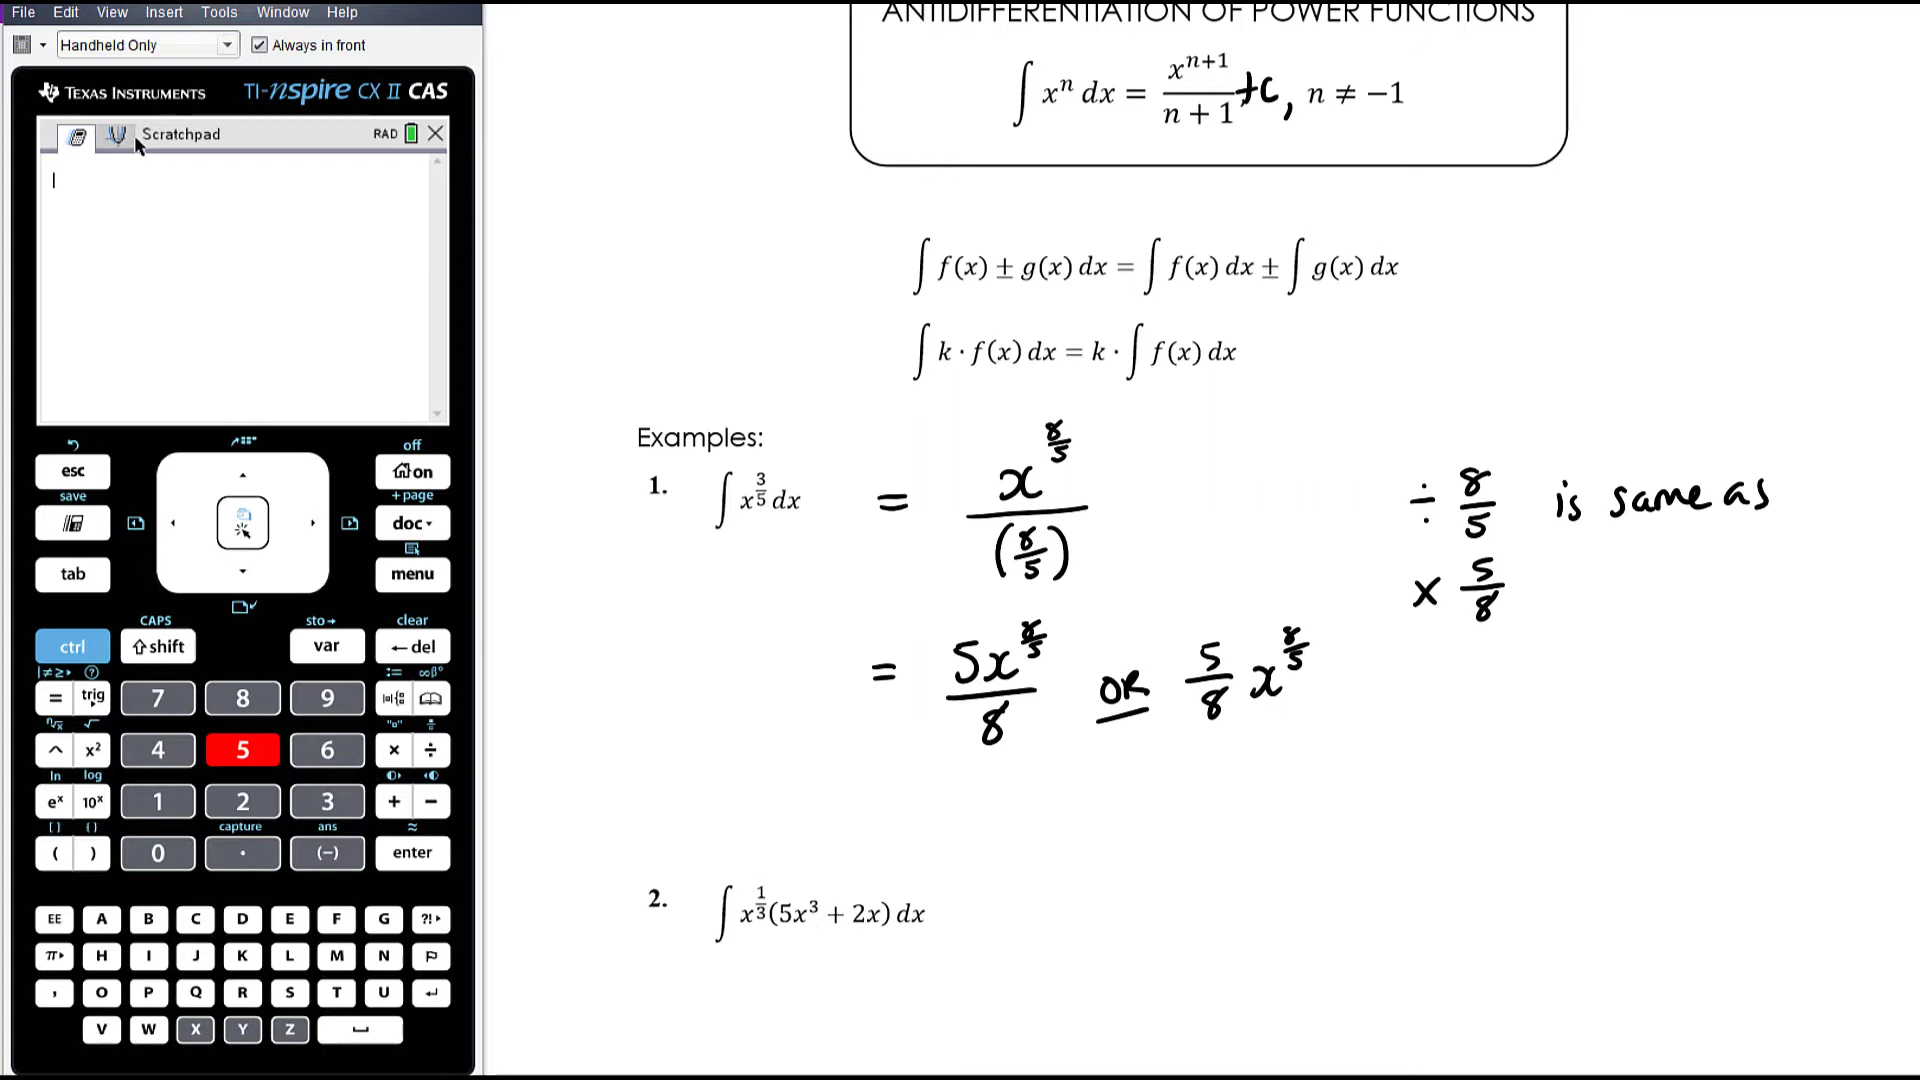 File Edit View Insert Tools Window Help
Handheld Only Always in front
TEXAS INSTRUMENTS TI-nspire CX II CAS
Scratchpad RAD
off
esc on
save + page
doc
tab menu
CAPS sto→ clear
ctrl ⇧shift var ←del
|≠≥▸ ? := ∞β°
= trig 7 8 9
ⁿ√x √ "□"
^ x² 4 5 6 × ÷
ln log
eˣ 10ˣ 1 2 3 + −
[ ] { } capture ans ≈
( ) 0 . (−) enter
EE A B C D E F G ?!▸
π▸ H I J K L M N
, O P Q R S T U ↵
V W X Y Z
ANTIDIFFERENTIATION OF POWER FUNCTIONS
∫ xⁿ dx = x^(n+1)/(n + 1) +c, n ≠ −1
∫ f(x) ± g(x) dx = ∫ f(x) dx ± ∫ g(x) dx
∫ k · f(x) dx = k · ∫ f(x) dx
Examples:
1. ∫ x^(3/5) dx = x^(8/5)/(8/5) ÷ 8/5 is same as
× 5/8
= 5x^(8/5)/8 OR 5/8 x^(8/5)
2. ∫ x^(1/3)(5x³ + 2x) dx